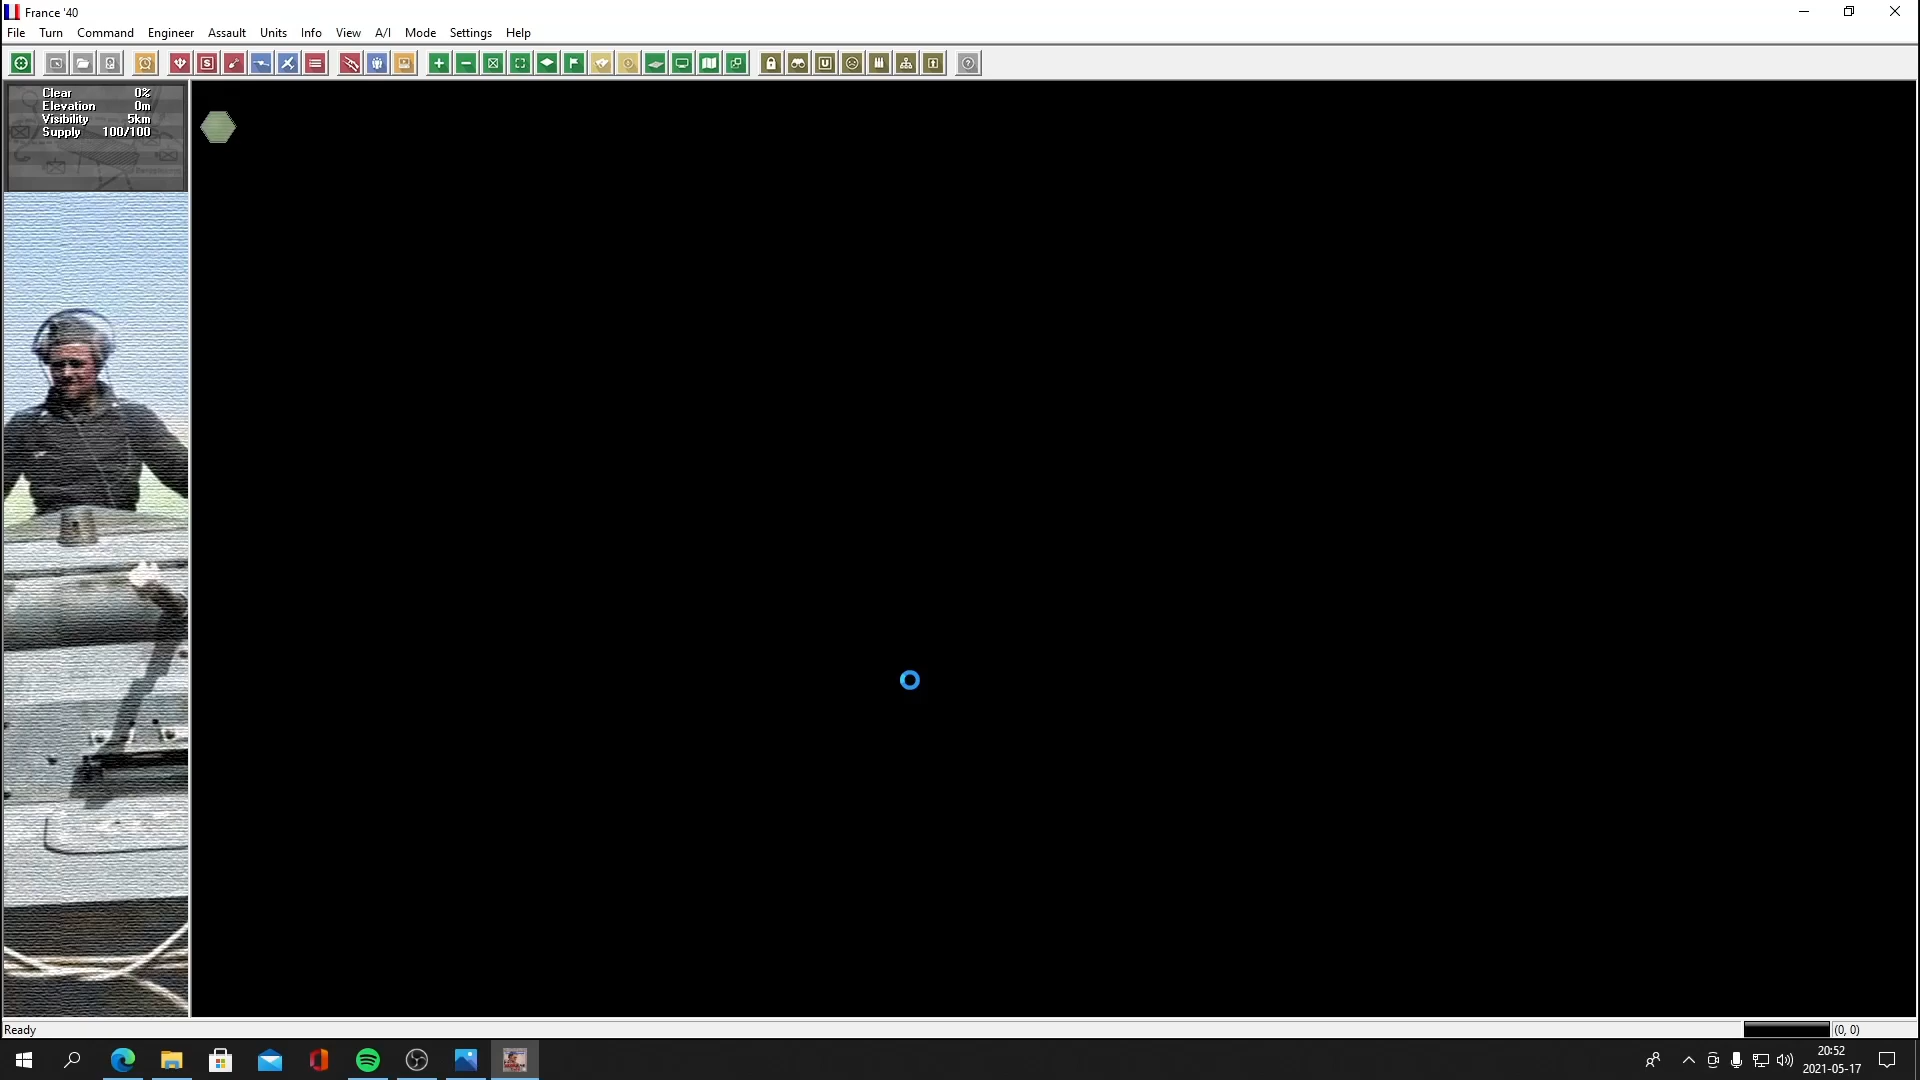 France '40
File Turn Command Engineer Assault Units Info View A/I Mode Settings Help
Clear 0%
Elevation 0m
Visibility 5km
Supply 100/100
Ready
(0, 0)
20:52
2021-05-17